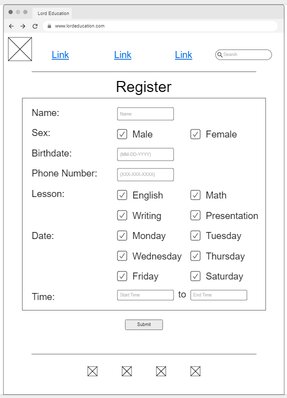 Lord Education
www.lordeducation.com
Link Link Link Search
Register
Name: Name
Sex: Male Female
Birthdate: (MM-DD-YYYY)
Phone Number: (XXX-XXX-XXXX)
Lesson: English Math
Writing Presentation
Date: Monday Tuesday
Wednesday Thursday
Friday Saturday
Time: Start Time to End Time
Submit